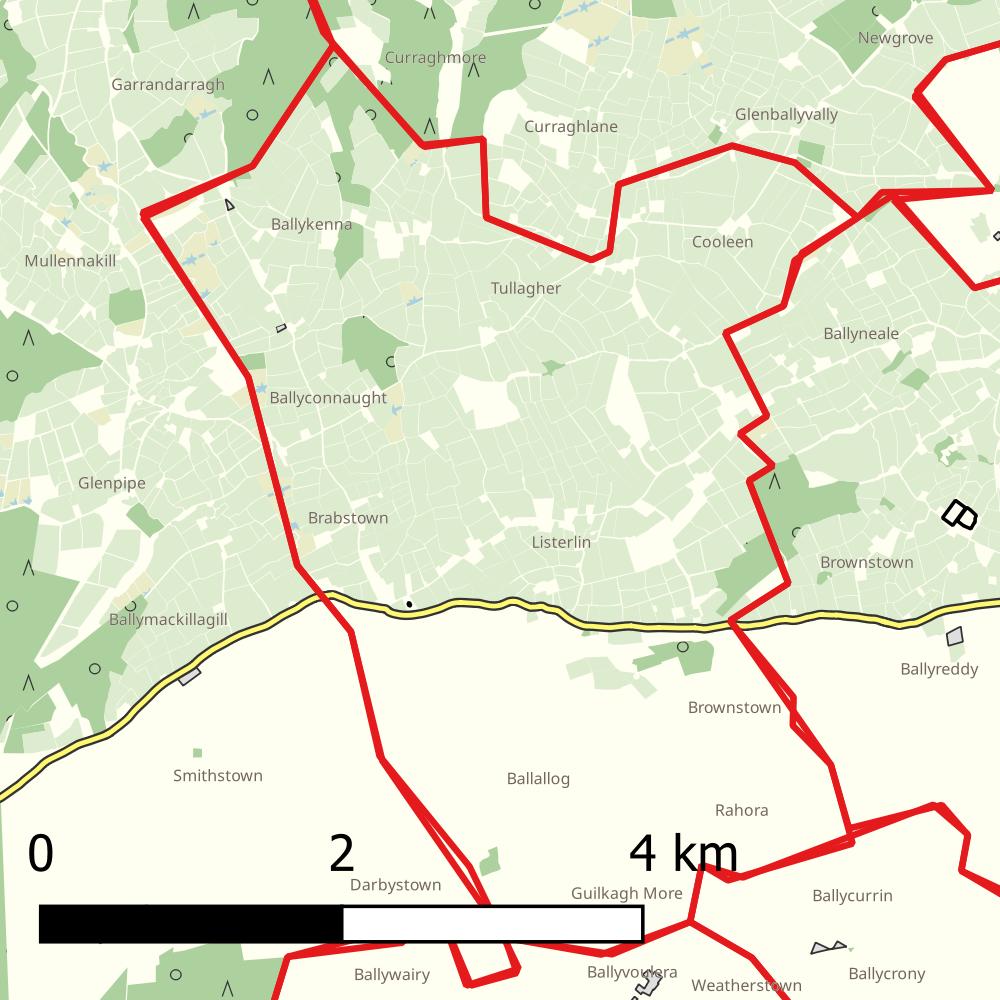 Newgrove
Curraghmore
Garrandarragh
Glenballyvally
Curraghlane
Ballykenna
Cooleen
Mullennakill
Tullagher
Ballyneale
Ballyconnaught
Glenpipe
Brabstown
Listerlin
Brownstown
Ballymackillagill
Ballyreddy
Brownstown
Smithstown
Ballallog
Rahora
0 2 4 km
Darbystown
Guilkagh More
Ballycurrin
Ballywairy
Ballyvoulera
Ballycrony
Weatherstown